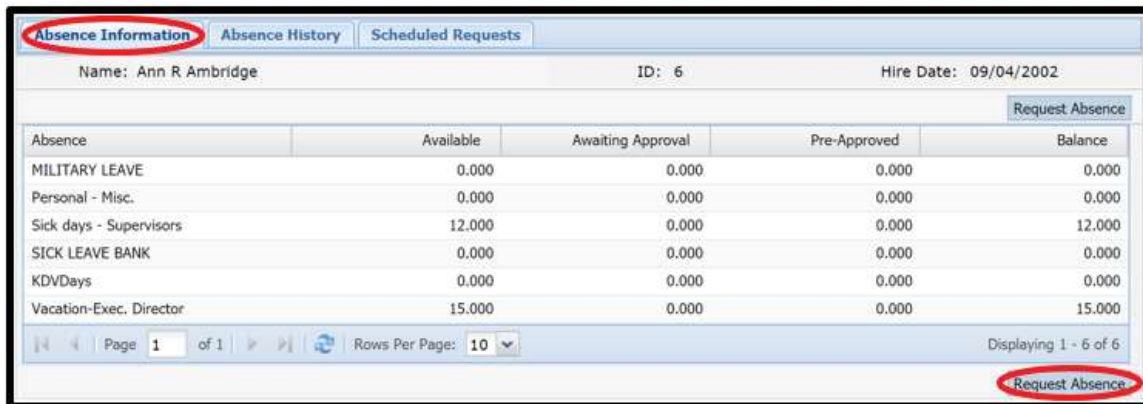 Absence Information Absence History Scheduled Requests
Name: Ann R Ambridge ID: 6 Hire Date: 09/04/2002
Request Absence
Absence Available Awaiting Approval Pre-Approved Balance
MILITARY LEAVE 0.000 0.000 0.000 0.000
Personal - Misc. 0.000 0.000 0.000 0.000
Sick days - Supervisors 12.000 0.000 0.000 12.000
SICK LEAVE BANK 0.000 0.000 0.000 0.000
KDVDays 0.000 0.000 0.000 0.000
Vacation-Exec. Director 15.000 0.000 0.000 15.000
Page 1 of 1 Rows Per Page: 10 Displaying 1 - 6 of 6
Request Absence